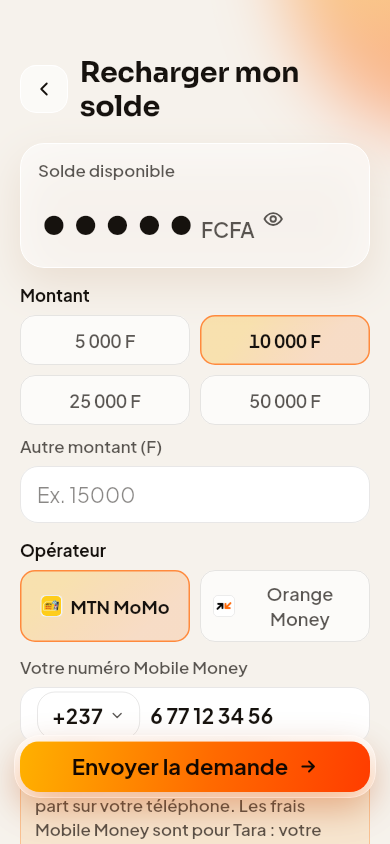 Recharger mon
solde
Solde disponible
●●●●● FCFA
Montant
5 000 F
10 000 F
25 000 F
50 000 F
Autre montant (F)
Ex. 15000
Opérateur
MTN MoMo
Orange
Money
Votre numéro Mobile Money
+237
6 77 12 34 56
Envoyer la demande →
part sur votre téléphone. Les frais
Mobile Money sont pour Tara : votre